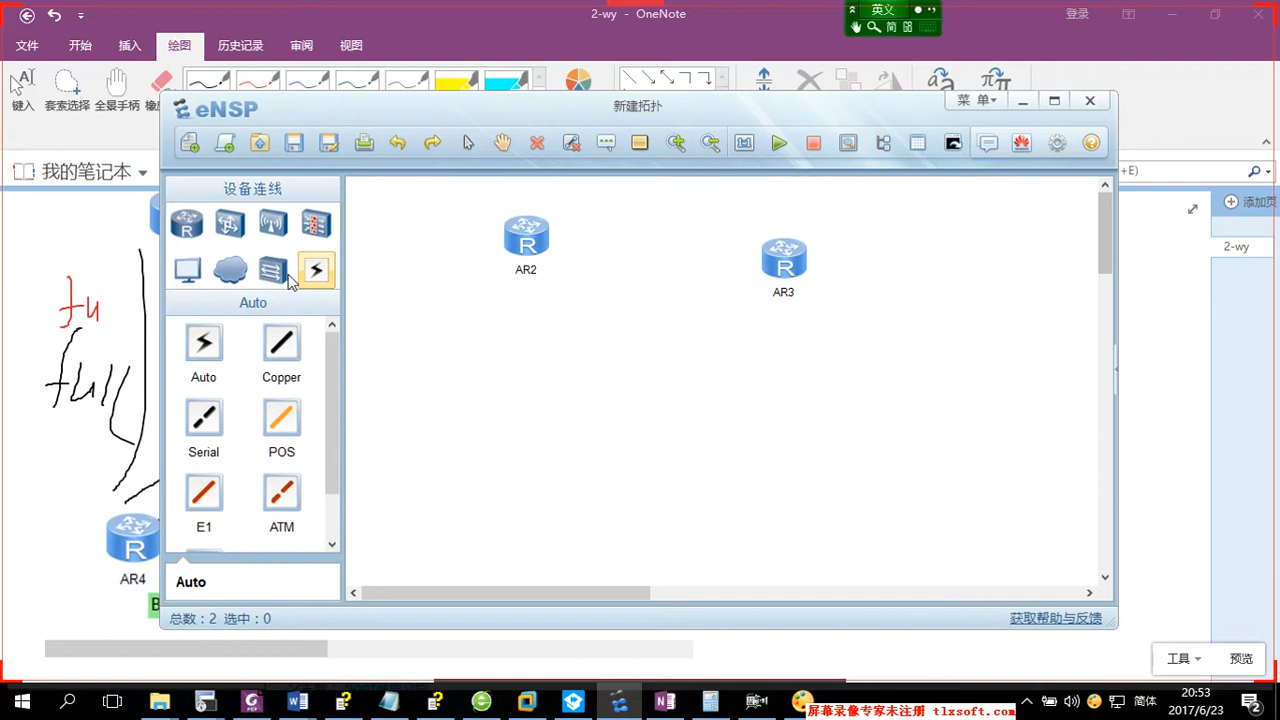 2-wy - OneNote
英文
简
登录
文件 开始 插入 绘图 历史记录 审阅 视图
键入 套索选择 全景手柄
我的笔记本
+E)
添加页
2-wy
eNSP
新建拓扑
菜 单
设备连线
Auto
Auto Copper
Serial POS
E1 ATM
Auto
总数：2 选中：0
获取帮助与反馈
R
AR2
R
AR3
fu
full
R
AR4
B
工具 预览
简体
20:53
2017/6/23
屏幕录像专家未注册 tlxsoft.com